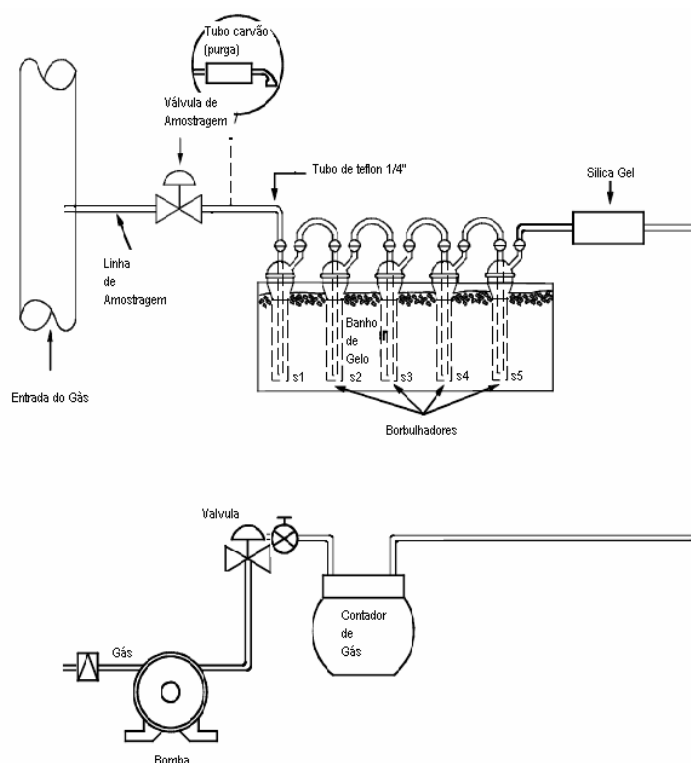 Tubo carvão
(purga)
Válvula de
Amostragem
Tubo de teflon 1/4"
Silica Gel
Linha
de
Amostragem
Banho
de
Gelo
s1
s2
s3
s4
s5
Entrada do Gàs
Borbulhadores
Valvula
Contador
de
Gás
Gás
Bomba